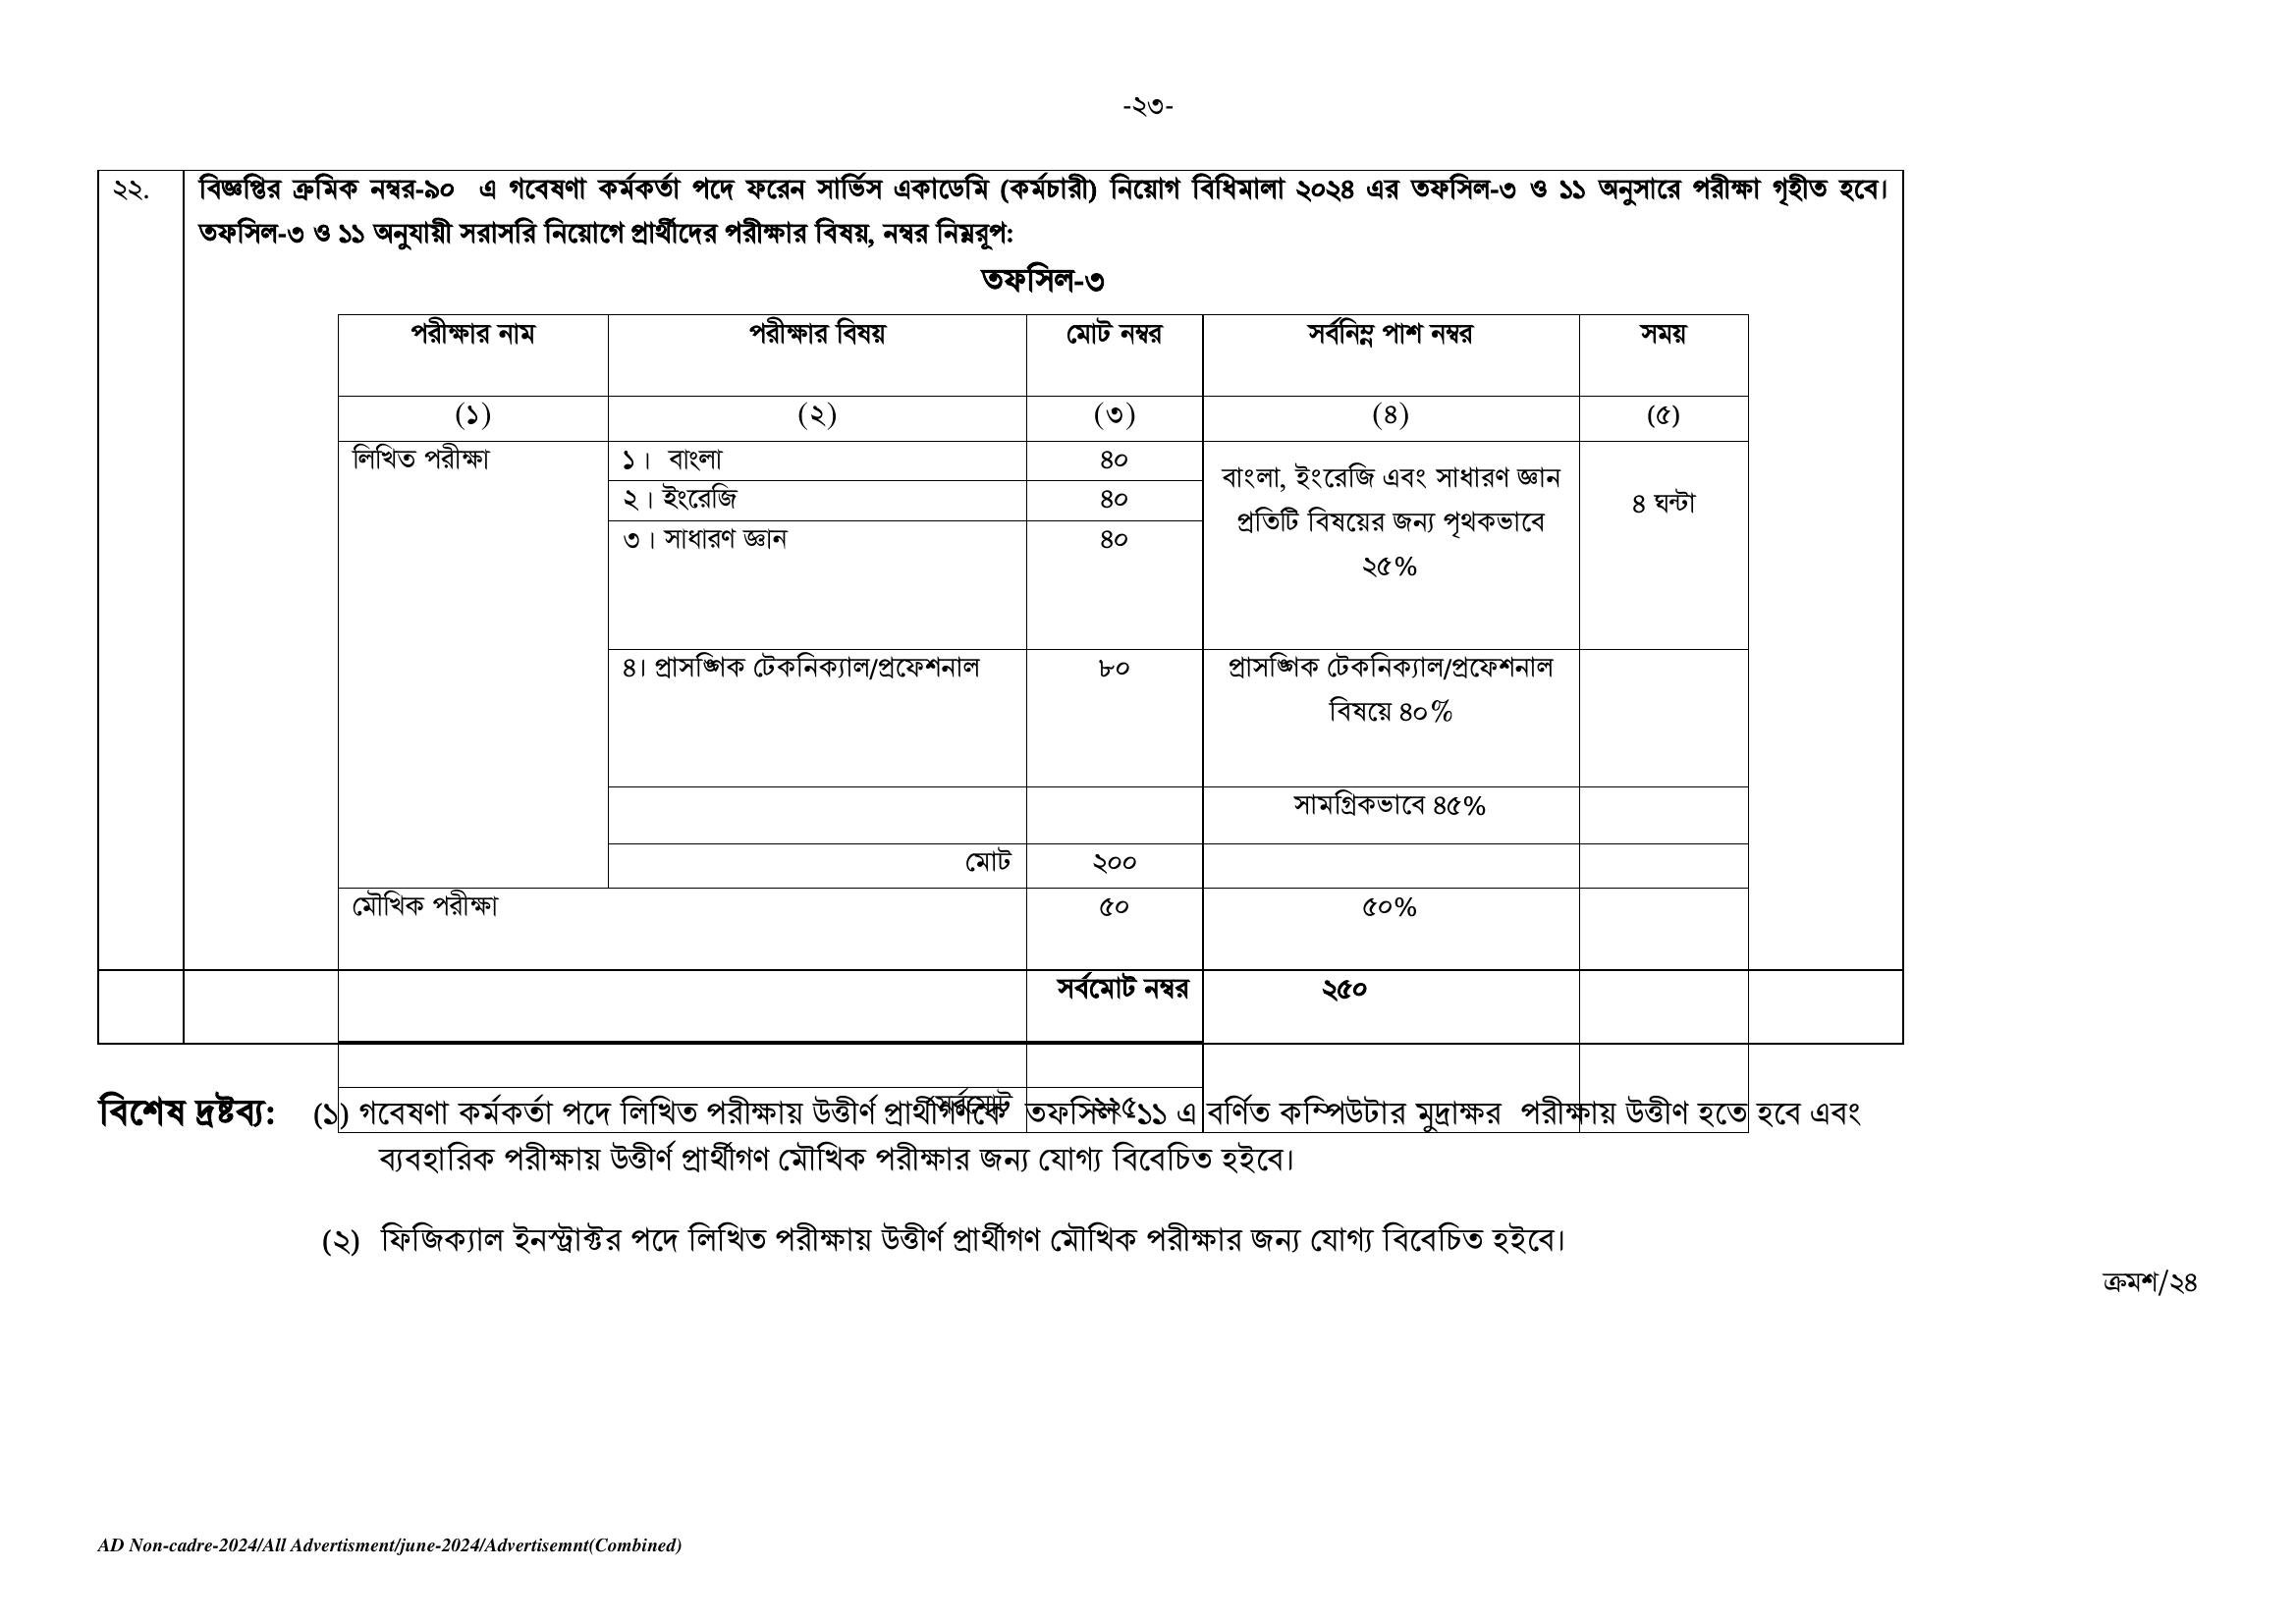 -২৩-
২২. বিজ্ঞপ্তির ক্রমিক নম্বর-৯০ এ গবেষণা কর্মকর্তা পদে ফরেন সার্ভিস একাডেমি (কর্মচারী) নিয়োগ বিধিমালা ২০২৪ এর তফসিল-৩ ও ১১ অনুসারে পরীক্ষা গৃহীত হবে।
তফসিল-৩ ও ১১ অনুযায়ী সরাসরি নিয়োগে প্রার্থীদের পরীক্ষার বিষয়, নম্বর নিম্নরূপ:
তফসিল-৩
পরীক্ষার নাম পরীক্ষার বিষয় মোট নম্বর সর্বনিম্ন পাশ নম্বর সময়
(১) (২) (৩) (৪) (৫)
লিখিত পরীক্ষা ১। বাংলা ৪০
বাংলা, ইংরেজি এবং সাধারণ জ্ঞান
২। ইংরেজি ৪০
৪ ঘন্টা
প্রতিটি বিষয়ের জন্য পৃথকভাবে
৩। সাধারণ জ্ঞান ৪০
২৫%
৪। প্রাসঙ্গিক টেকনিক্যাল/প্রফেশনাল ৮০ প্রাসঙ্গিক টেকনিক্যাল/প্রফেশনাল
বিষয়ে ৪০%
সামগ্রিকভাবে ৪৫%
মোট ২০০
মৌখিক পরীক্ষা ৫০ ৫০%
সর্বমোট নম্বর ২৫০
সর্বমোট ২২৫
বিশেষ দ্রষ্টব্য: (১) গবেষণা কর্মকর্তা পদে লিখিত পরীক্ষায় উত্তীর্ণ প্রার্থীগণকে তফসিল -১১ এ বর্ণিত কম্পিউটার মুদ্রাক্ষর পরীক্ষায় উত্তীণ হতে হবে এবং
ব্যবহারিক পরীক্ষায় উত্তীর্ণ প্রার্থীগণ মৌখিক পরীক্ষার জন্য যোগ্য বিবেচিত হইবে।
(২) ফিজিক্যাল ইনস্ট্রাক্টর পদে লিখিত পরীক্ষায় উত্তীর্ণ প্রার্থীগণ মৌখিক পরীক্ষার জন্য যোগ্য বিবেচিত হইবে।
ক্রমশ/২৪
AD Non-cadre-2024/All Advertisment/june-2024/Advertisemnt(Combined)